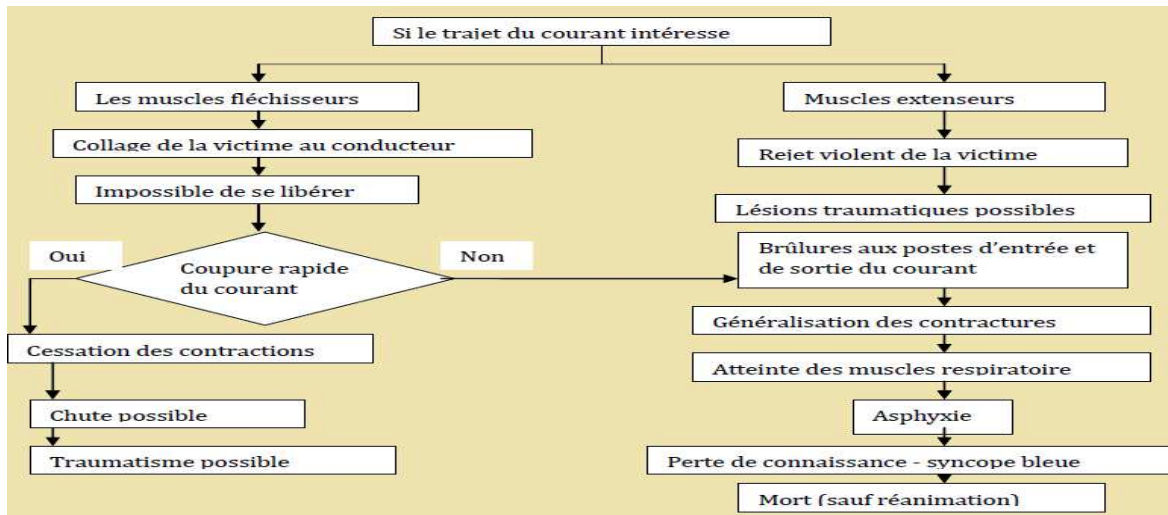 Si le trajet du courant intéresse
Les muscles fléchisseurs
Collage de la victime au conducteur
Impossible de se libérer
Oui
Coupure rapide
du courant
Non
Cessation des contractions
Chute possible
Traumatisme possible
Muscles extenseurs
Rejet violent de la victime
Lésions traumatiques possibles
Brûlures aux postes d'entrée et
de sortie du courant
Généralisation des contractures
Atteinte des muscles respiratoire
Asphyxie
Perte de connaissance - syncope bleue
Mort (sauf réanimation)